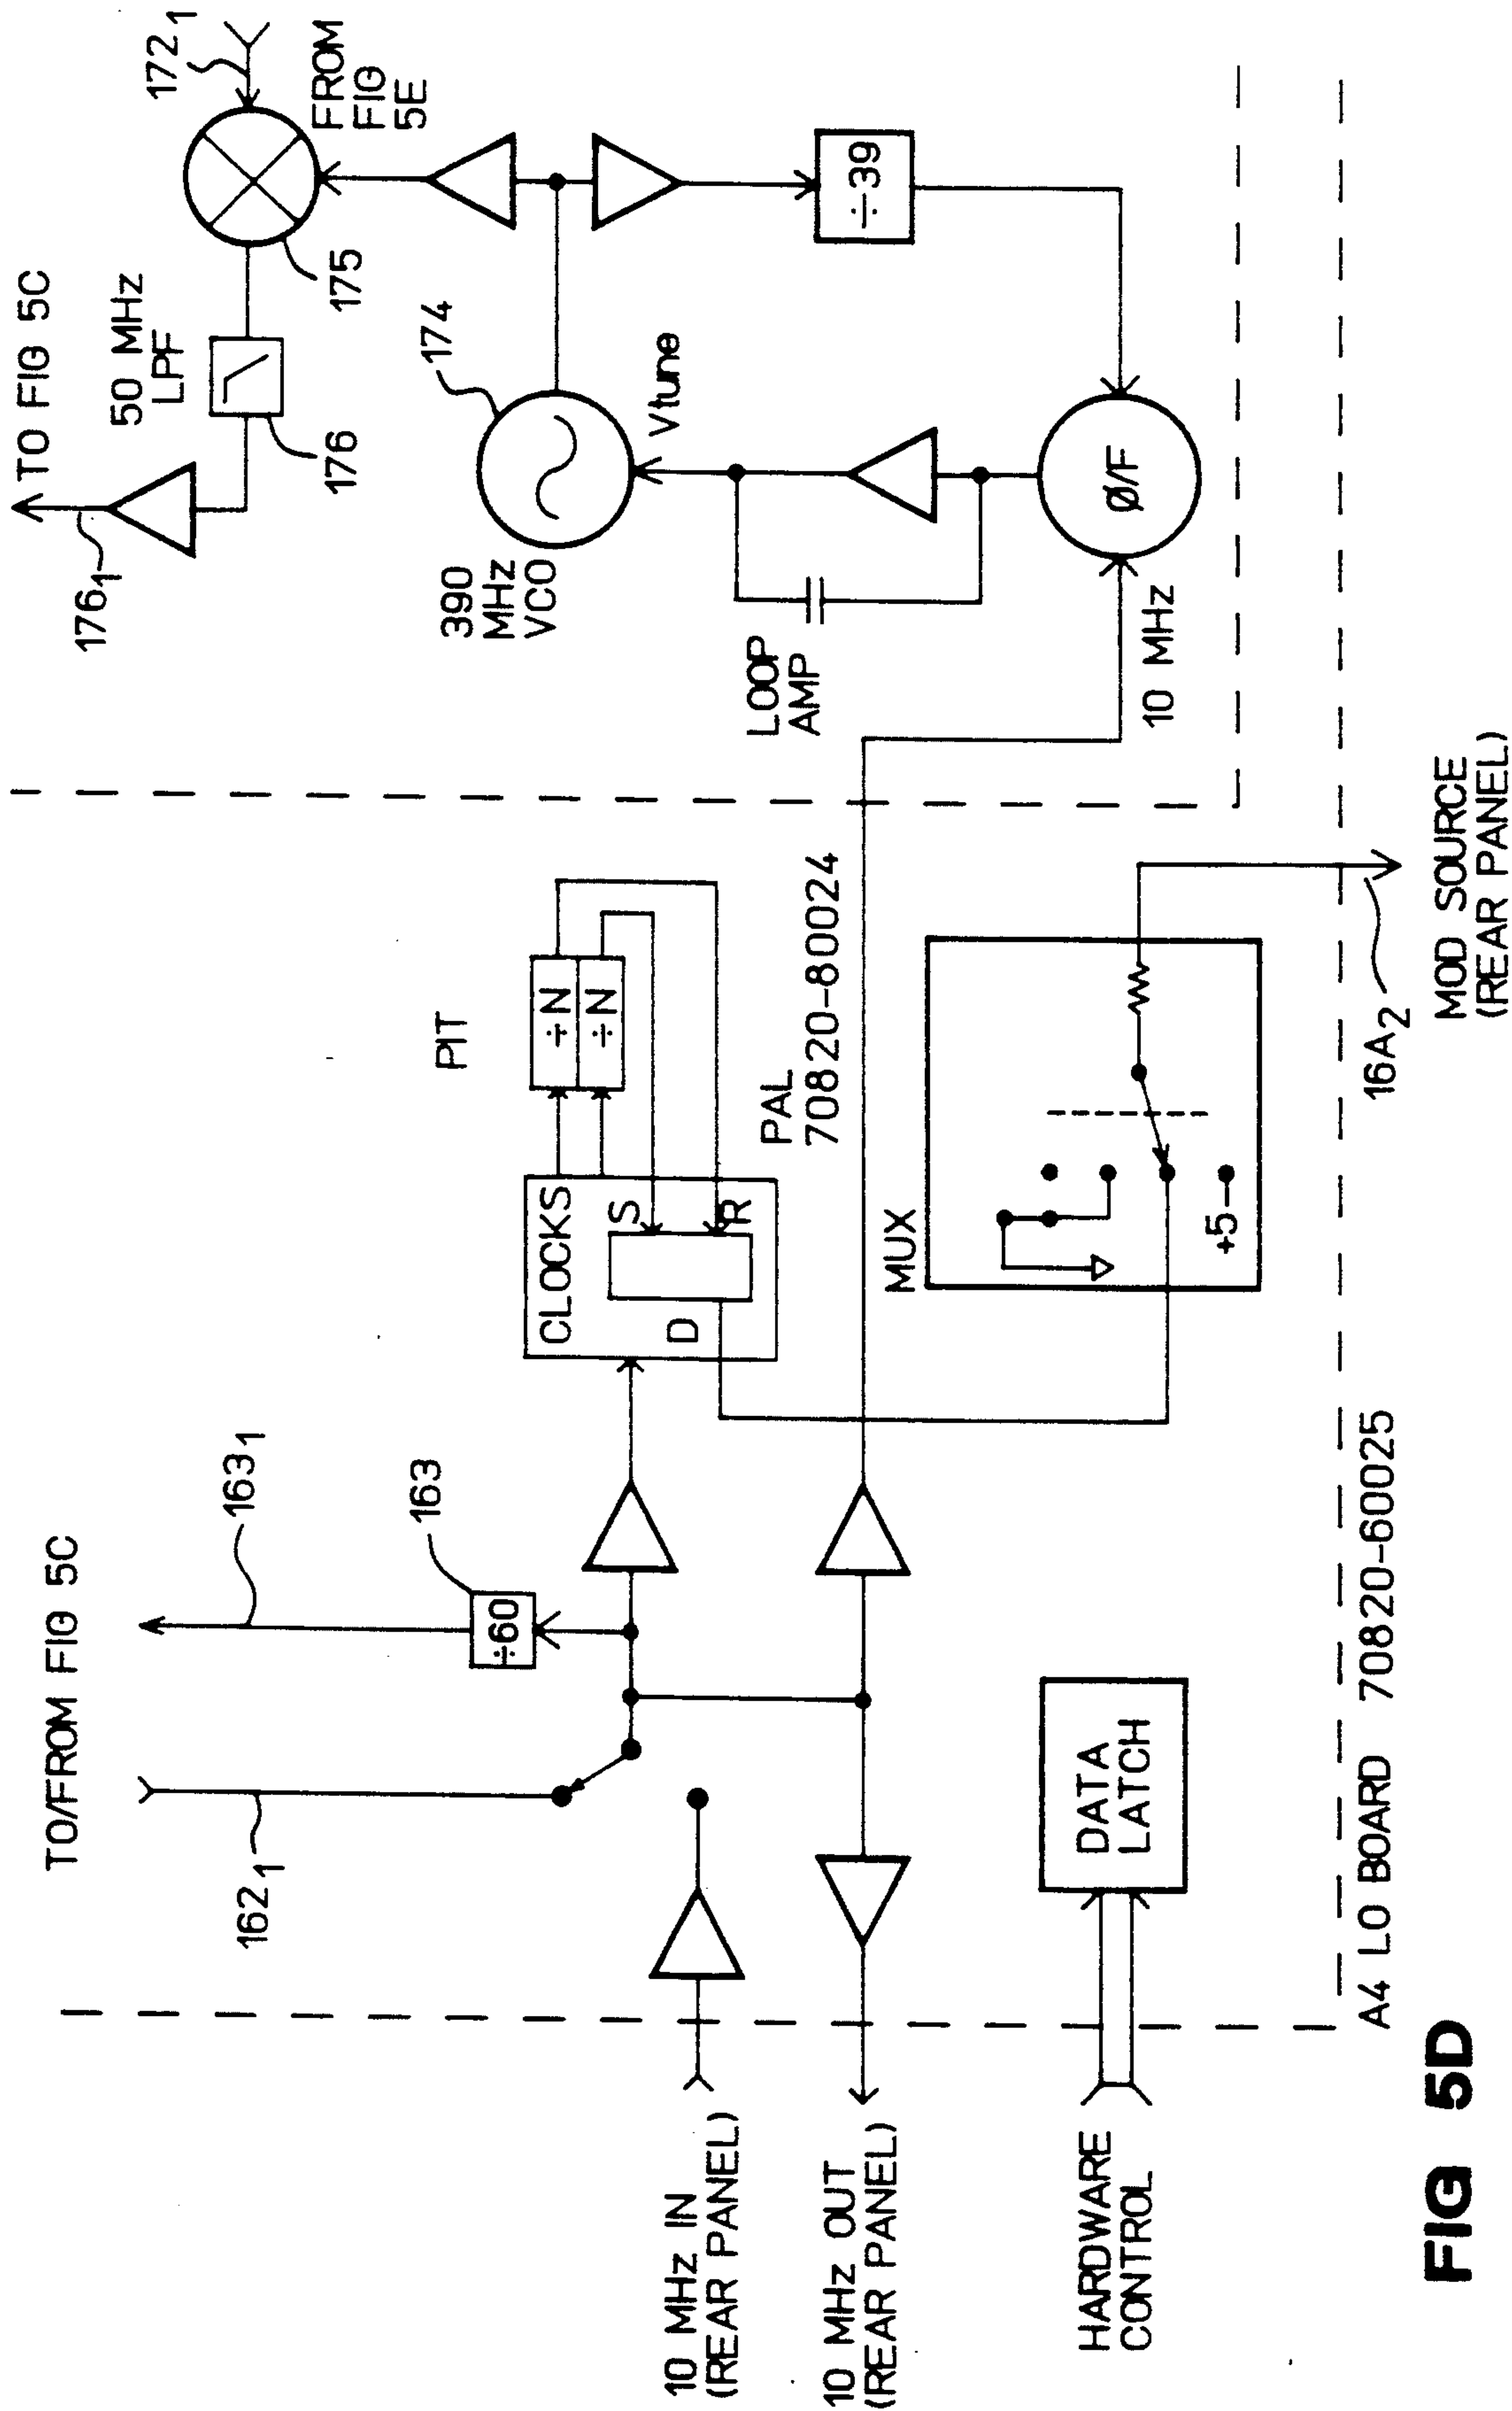 TO/FROM FIG 5C
162₁
163₁
163
÷60
10 MHz IN
(REAR PANEL)
10 MHz OUT
(REAR PANEL)
HARDWARE
CONTROL
DATA
LATCH
CLOCKS
S
R
D
PIT
÷N
÷N
PAL
70820-80024
MUX
+5
16A₂
MOD SOURCE
(REAR PANEL)
TO FIG 5C
176₁
50 MHz
LPF
176
175
172₁
FROM
FIG
5E
390
MHz
VCO
174
Vtune
LOOP
AMP
÷39
Ø/F
10 MHz
A4 LO BOARD 70820-60025
FIG 5D